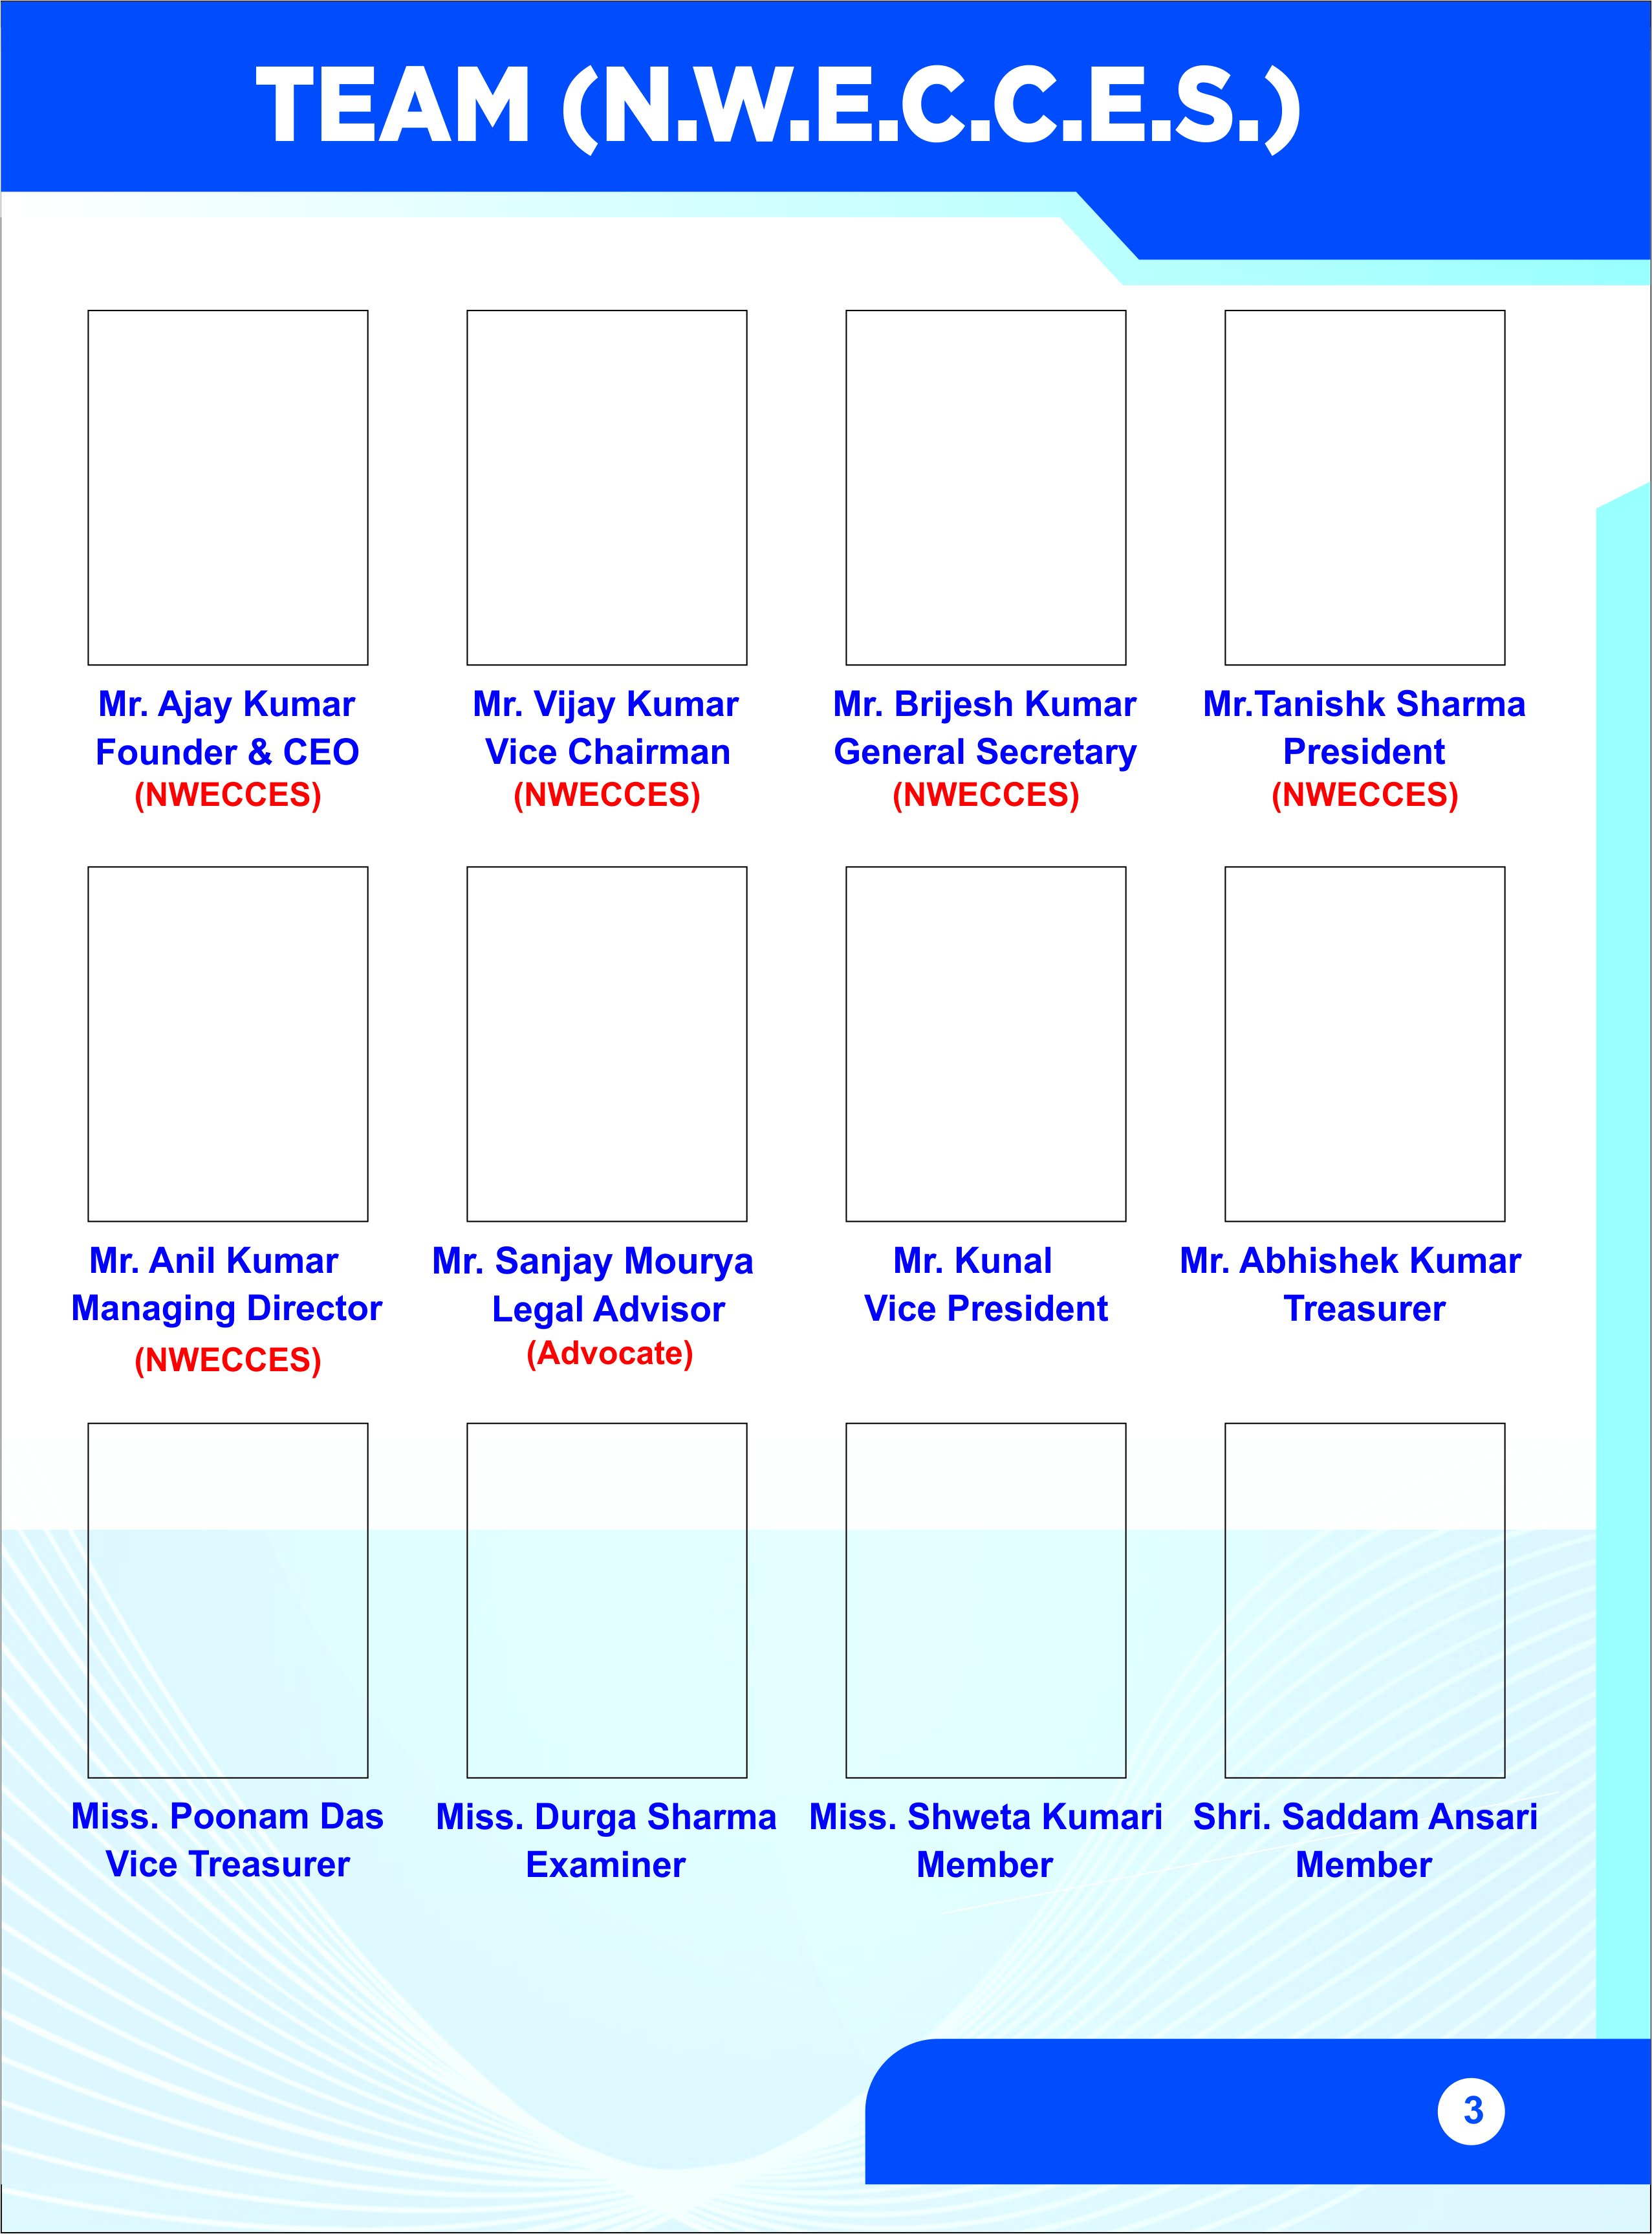 TEAM (N.W.E.C.C.E.S.)
Mr. Ajay Kumar
Founder & CEO
(NWECCES)
Mr. Vijay Kumar
Vice Chairman
(NWECCES)
Mr. Brijesh Kumar
General Secretary
(NWECCES)
Mr.Tanishk Sharma
President
(NWECCES)
Mr. Anil Kumar
Managing Director
(NWECCES)
Mr. Sanjay Mourya
Legal Advisor
(Advocate)
Mr. Kunal
Vice President
Mr. Abhishek Kumar
Treasurer
Miss. Poonam Das
Vice Treasurer
Miss. Durga Sharma
Examiner
Miss. Shweta Kumari
Member
Shri. Saddam Ansari
Member
3